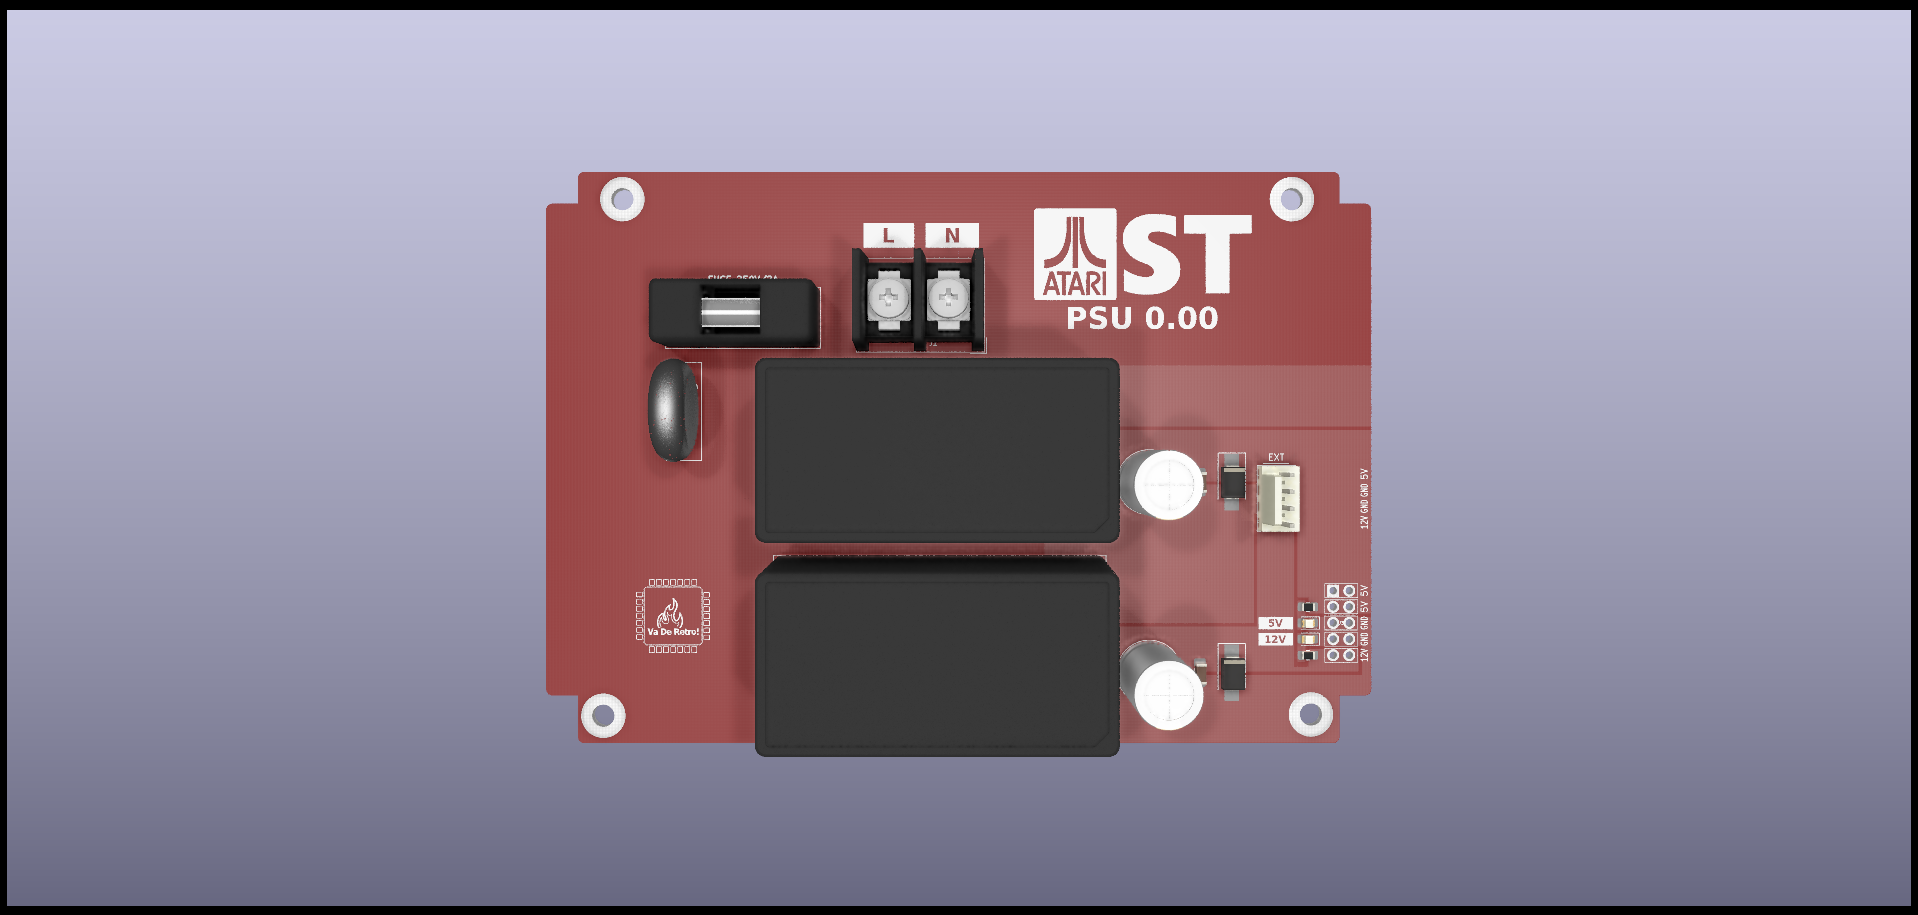 L N
ATARI ST
PSU 0.00
EXT
12V GND GND 5V
12V GND GND 5V 5V
5V
12V
Va De Retro!
J1